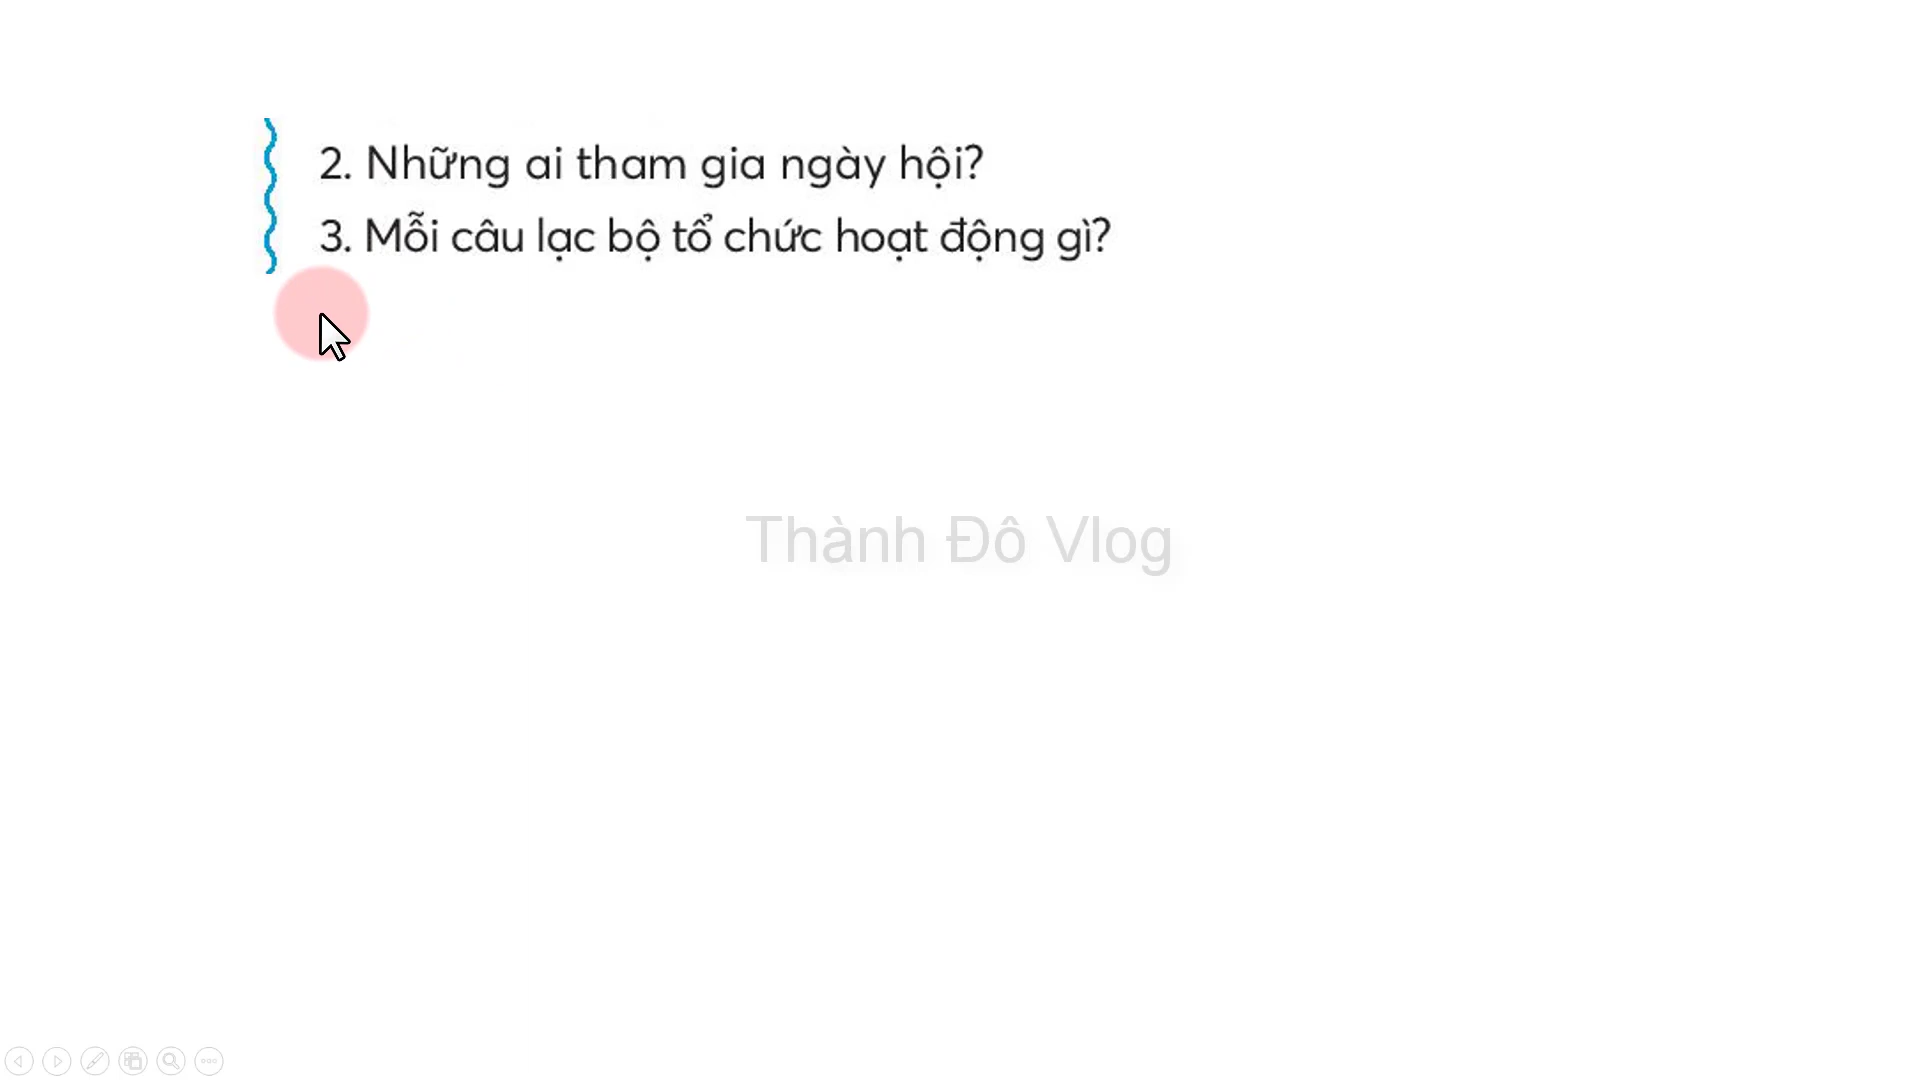 2. Những ai tham gia ngày hội?
3. Mỗi câu lạc bộ tổ chức hoạt động gì?
Thành Đô Vlog